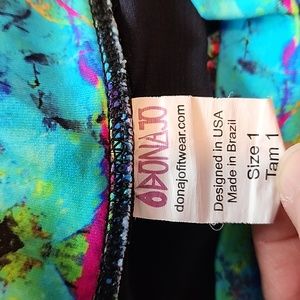 DONAJO
donajofitwear.com
Designed in USA
Made in Brazil
Size 1
Tam 1